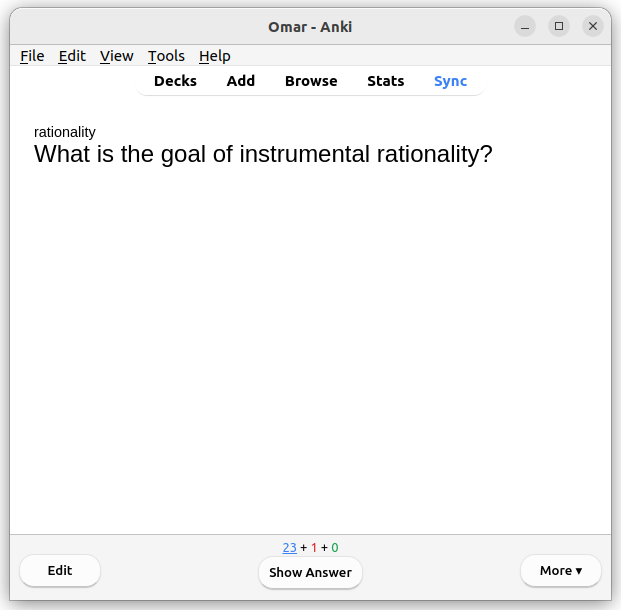 Omar - Anki
File Edit View Tools Help
Decks Add Browse Stats Sync
rationality
What is the goal of instrumental rationality?
23 + 1 + 0
Edit Show Answer More ▾